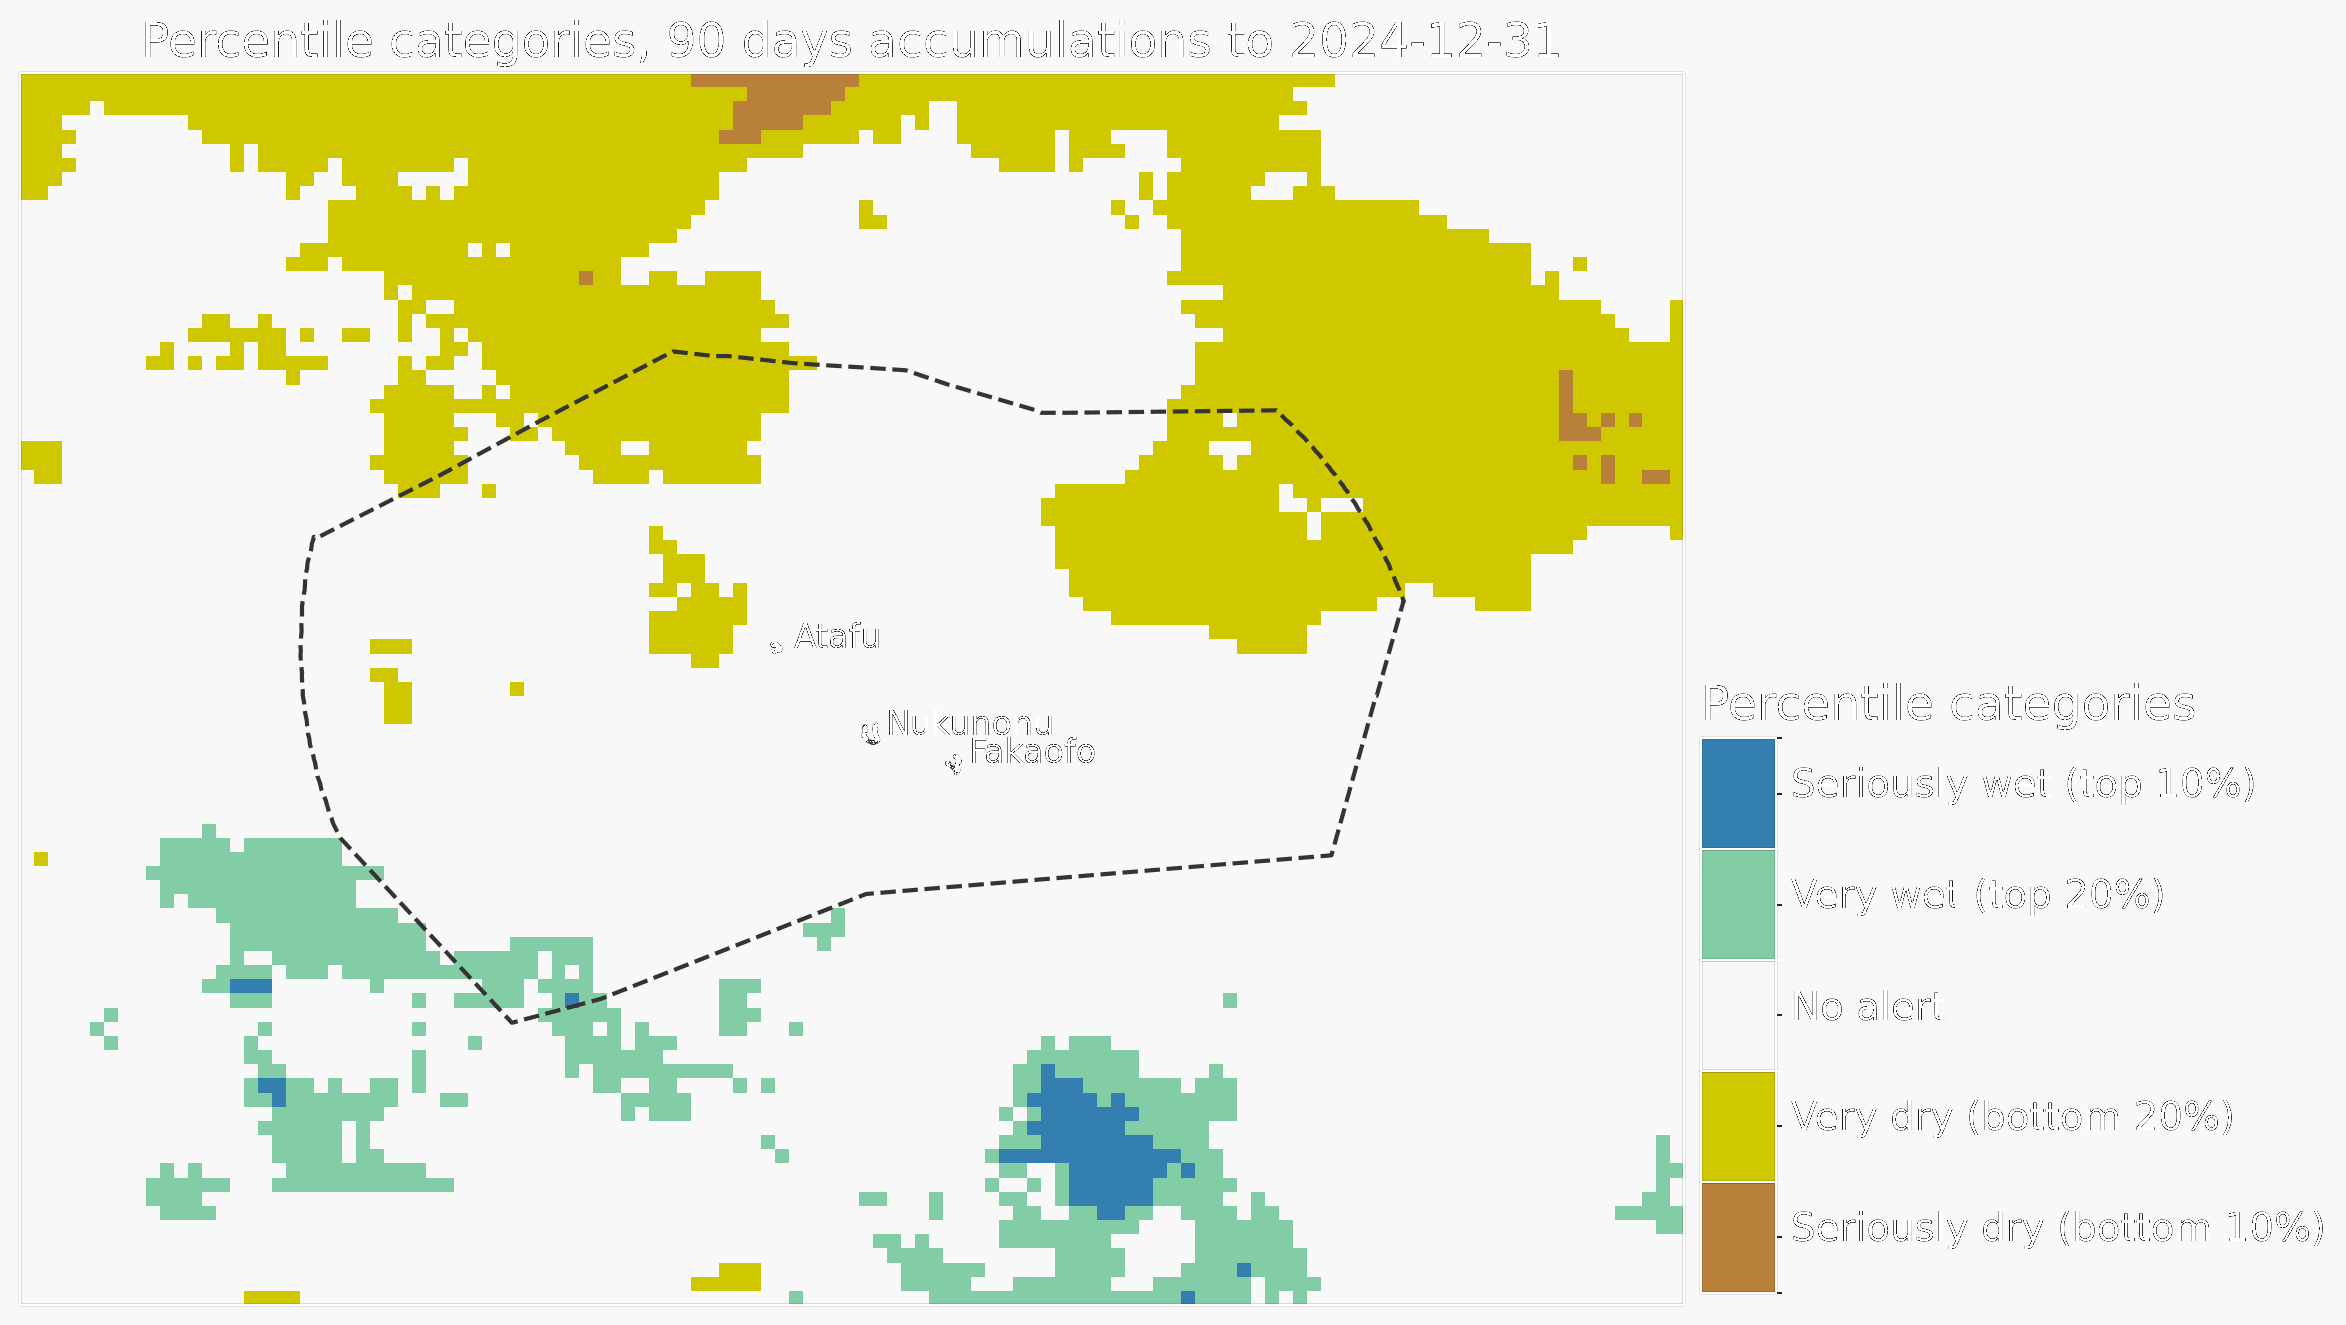 Percentile categories, 90 days accumulations to 2024-12-31
Atafu
Nukunonu
Fakaofo
Percentile categories
Seriously wet (top 10%)
Very wet (top 20%)
No alert
Very dry (bottom 20%)
Seriously dry (bottom 10%)